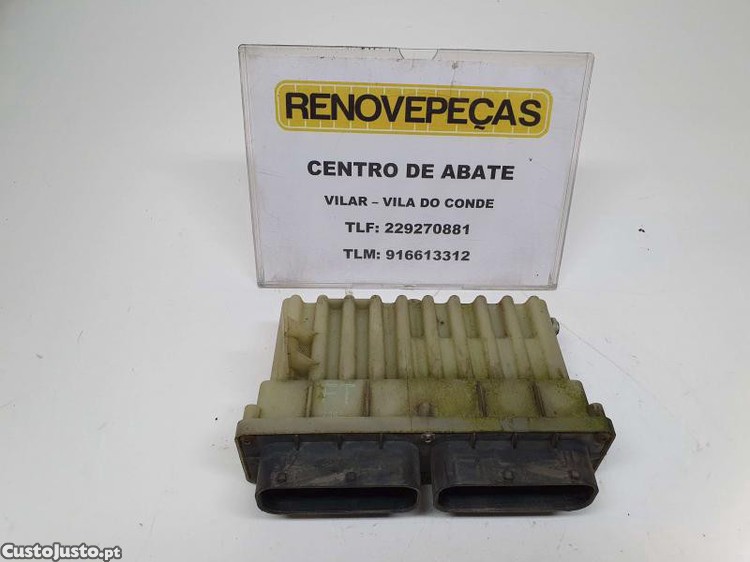 RENOVEPEÇAS
CENTRO DE ABATE
VILAR – VILA DO CONDE
TLF: 229270881
TLM: 916613312
CustoJusto.pt